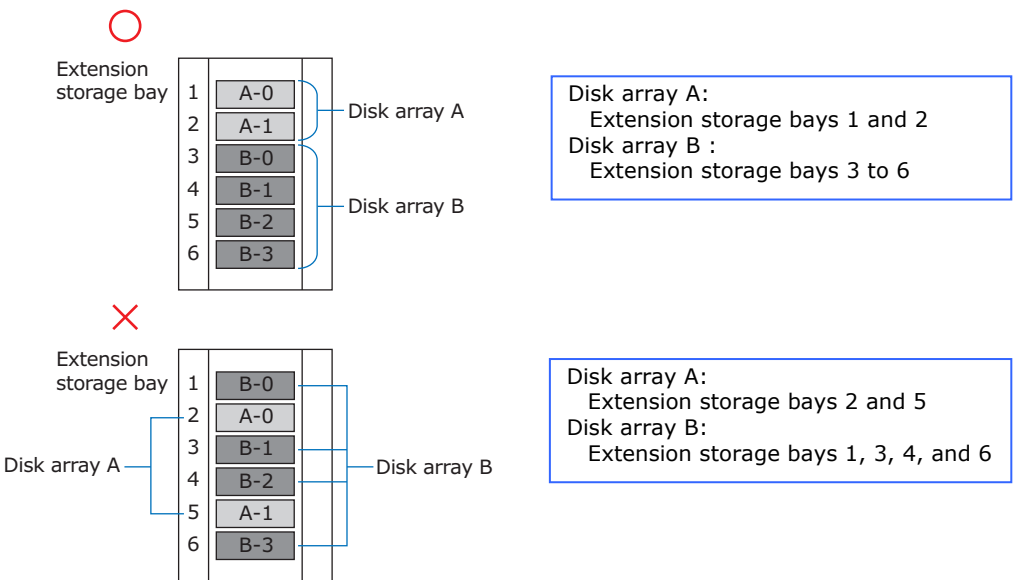 Extension
storage bay
1 A-0
2 A-1
Disk array A
3 B-0
4 B-1
5 B-2
6 B-3
Disk array B
Disk array A:
Extension storage bays 1 and 2
Disk array B :
Extension storage bays 3 to 6
Extension
storage bay
1 B-0
2 A-0
3 B-1
4 B-2
5 A-1
6 B-3
Disk array A
Disk array B
Disk array A:
Extension storage bays 2 and 5
Disk array B:
Extension storage bays 1, 3, 4, and 6